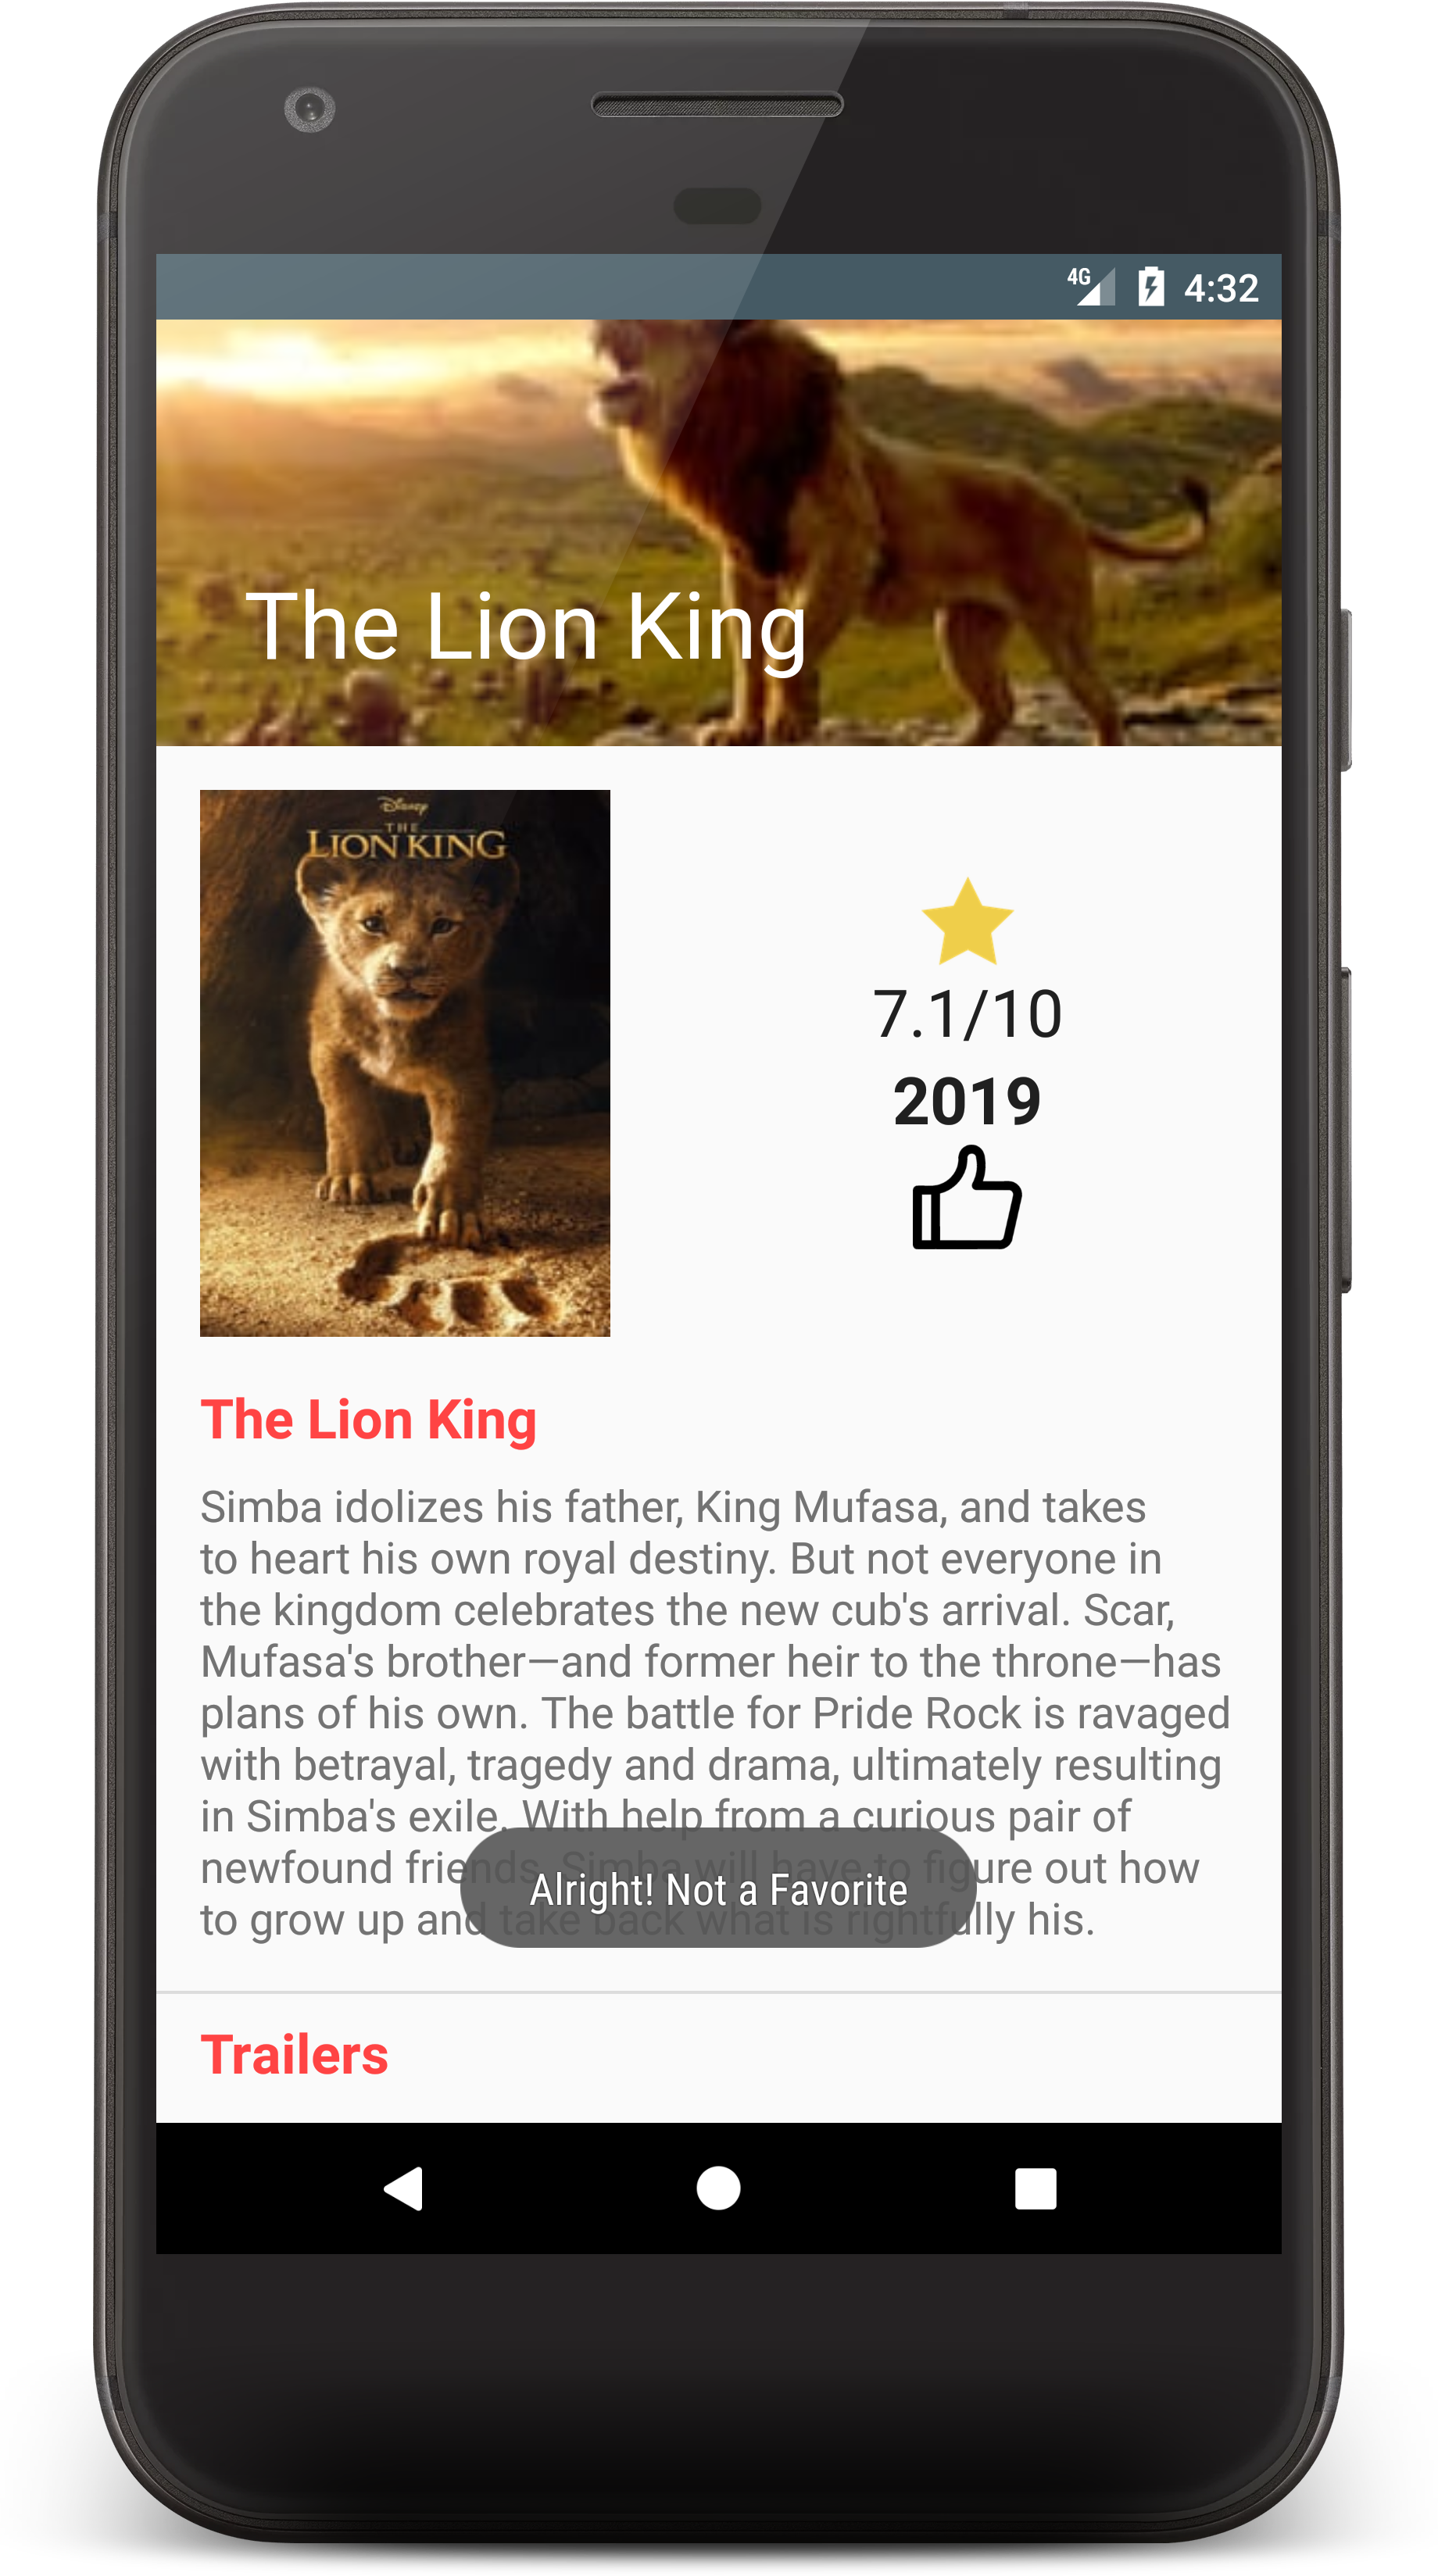 4G 4:32
The Lion King
Disney
THE
LION KING
7.1/10
2019
The Lion King
Simba idolizes his father, King Mufasa, and takes
to heart his own royal destiny. But not everyone in
the kingdom celebrates the new cub's arrival. Scar,
Mufasa's brother—and former heir to the throne—has
plans of his own. The battle for Pride Rock is ravaged
with betrayal, tragedy and drama, ultimately resulting
in Simba's exile. With help from a curious pair of
newfound friends, Simba will have to figure out how
to grow up and take back what is rightfully his.
Alright! Not a Favorite
Trailers